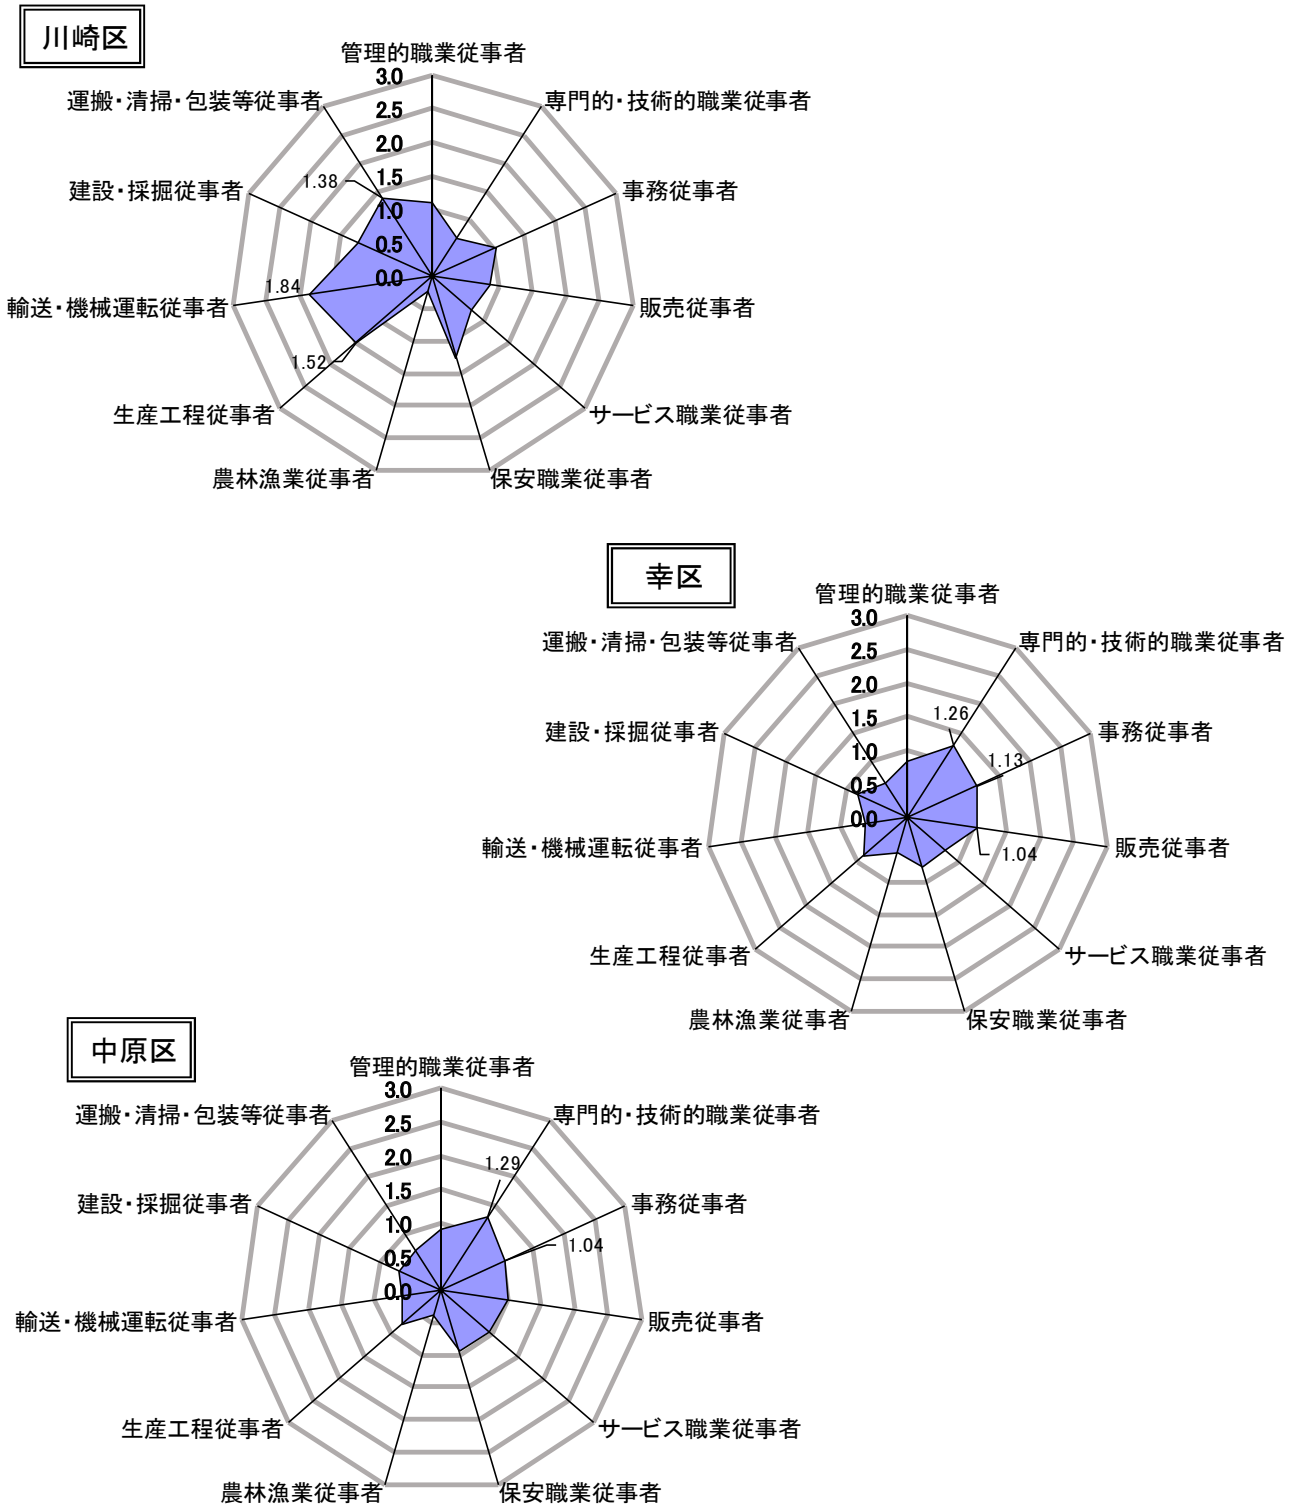 川崎区
管理的職業従事者
3.0
運搬・清掃・包装等従事者
専門的・技術的職業従事者
2.5
2.0
1.5
1.38
建設・採掘従事者
事務従事者
1.0
0.5
0.0
1.84
輸送・機械運転従事者
販売従事者
1.52
生産工程従事者
サービス職業従事者
農林漁業従事者
保安職業従事者
幸区
管理的職業従事者
3.0
運搬・清掃・包装等従事者
専門的・技術的職業従事者
2.5
2.0
1.26
1.5
建設・採掘従事者
事務従事者
1.0
1.13
0.5
0.0
輸送・機械運転従事者
販売従事者
1.04
生産工程従事者
サービス職業従事者
農林漁業従事者
保安職業従事者
中原区
管理的職業従事者
3.0
運搬・清掃・包装等従事者
専門的・技術的職業従事者
2.5
2.0
1.29
1.5
建設・採掘従事者
事務従事者
1.0
1.04
0.5
0.0
輸送・機械運転従事者
販売従事者
生産工程従事者
サービス職業従事者
農林漁業従事者
保安職業従事者